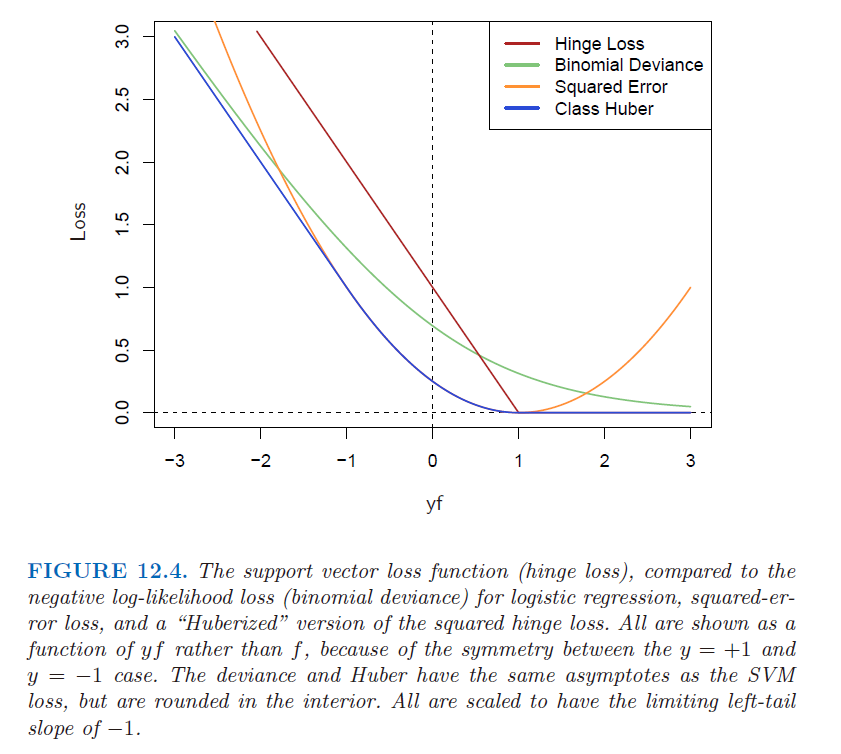 Hinge Loss
Binomial Deviance
Squared Error
Class Huber
Loss
3.0
2.5
2.0
1.5
1.0
0.5
0.0
−3 −2 −1 0 1 2 3
yf
FIGURE 12.4. The support vector loss function (hinge loss), compared to the
negative log-likelihood loss (binomial deviance) for logistic regression, squared-er-
ror loss, and a “Huberized” version of the squared hinge loss. All are shown as a
function of yf rather than f, because of the symmetry between the y = +1 and
y = −1 case. The deviance and Huber have the same asymptotes as the SVM
loss, but are rounded in the interior. All are scaled to have the limiting left-tail
slope of −1.